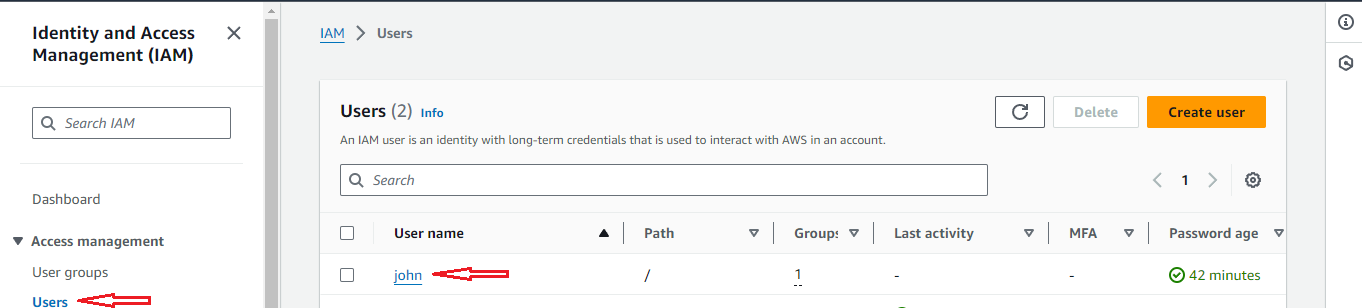 Identity and Access
Management (IAM)
Search IAM
Dashboard
Access management
User groups
Users
IAM > Users
Users (2) Info
Delete
Create user
An IAM user is an identity with long-term credentials that is used to interact with AWS in an account.
Search
1
User name Path Groups Last activity MFA Password age
john / 1 - - 42 minutes